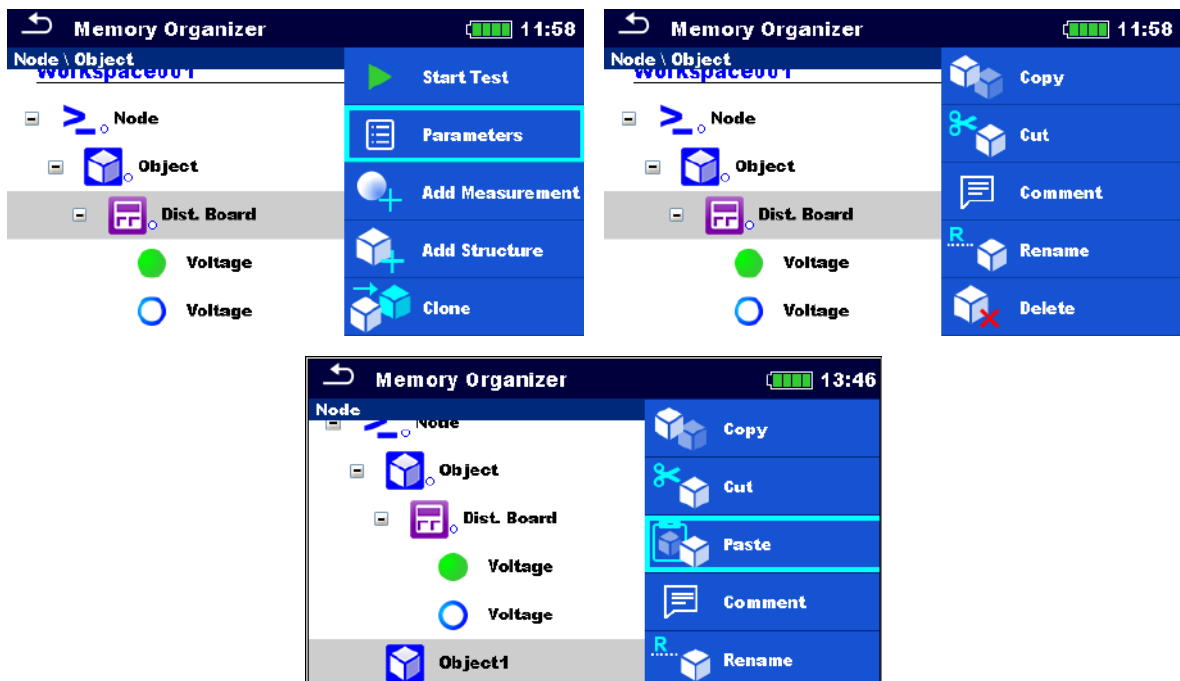 Memory Organizer 11:58
Node \ Object
Workspace001
Node
Object
Dist. Board
Voltage
Voltage
Start Test
Parameters
Add Measurement
Add Structure
Clone
Memory Organizer 11:58
Node \ Object
Workspace001
Node
Object
Dist. Board
Voltage
Voltage
Copy
Cut
Comment
R
Rename
Delete
Memory Organizer 13:46
Node
Node
Object
Dist. Board
Voltage
Voltage
Object1
Copy
Cut
Paste
Comment
R
Rename